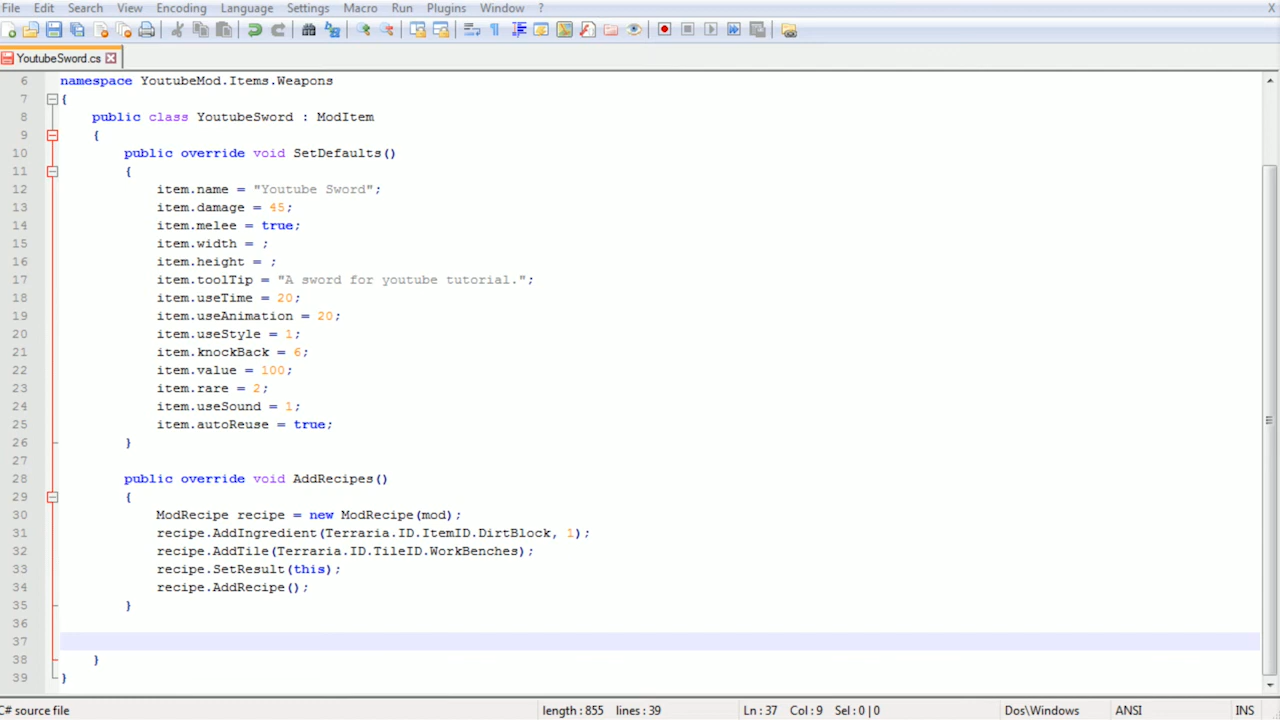 File Edit Search View Encoding Language Settings Macro Run Plugins Window ? X
YoutubeSword.cs
6 namespace YoutubeMod.Items.Weapons
7 {
8 public class YoutubeSword : ModItem
9 {
10 public override void SetDefaults()
11 {
12 item.name = "Youtube Sword";
13 item.damage = 45;
14 item.melee = true;
15 item.width = ;
16 item.height = ;
17 item.toolTip = "A sword for youtube tutorial.";
18 item.useTime = 20;
19 item.useAnimation = 20;
20 item.useStyle = 1;
21 item.knockBack = 6;
22 item.value = 100;
23 item.rare = 2;
24 item.useSound = 1;
25 item.autoReuse = true;
26 }
27
28 public override void AddRecipes()
29 {
30 ModRecipe recipe = new ModRecipe(mod);
31 recipe.AddIngredient(Terraria.ID.ItemID.DirtBlock, 1);
32 recipe.AddTile(Terraria.ID.TileID.WorkBenches);
33 recipe.SetResult(this);
34 recipe.AddRecipe();
35 }
36
37
38 }
39 }
C# source file length : 855 lines : 39 Ln : 37 Col : 9 Sel : 0 | 0 Dos\Windows ANSI INS